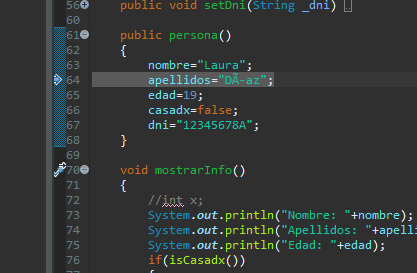 56 public void setDni(String _dni)
60
61 public persona()
62 {
63 nombre="Laura";
64 apellidos="DÃ-az";
65 edad=19;
66 casadx=false;
67 dni="12345678A";
68 }
69
70 void mostrarInfo()
71 {
72 //int x;
73 System.out.println("Nombre: "+nombre);
74 System.out.println("Apellidos: "+apell
75 System.out.println("Edad: "+edad);
76 if(isCasadx())
77 {